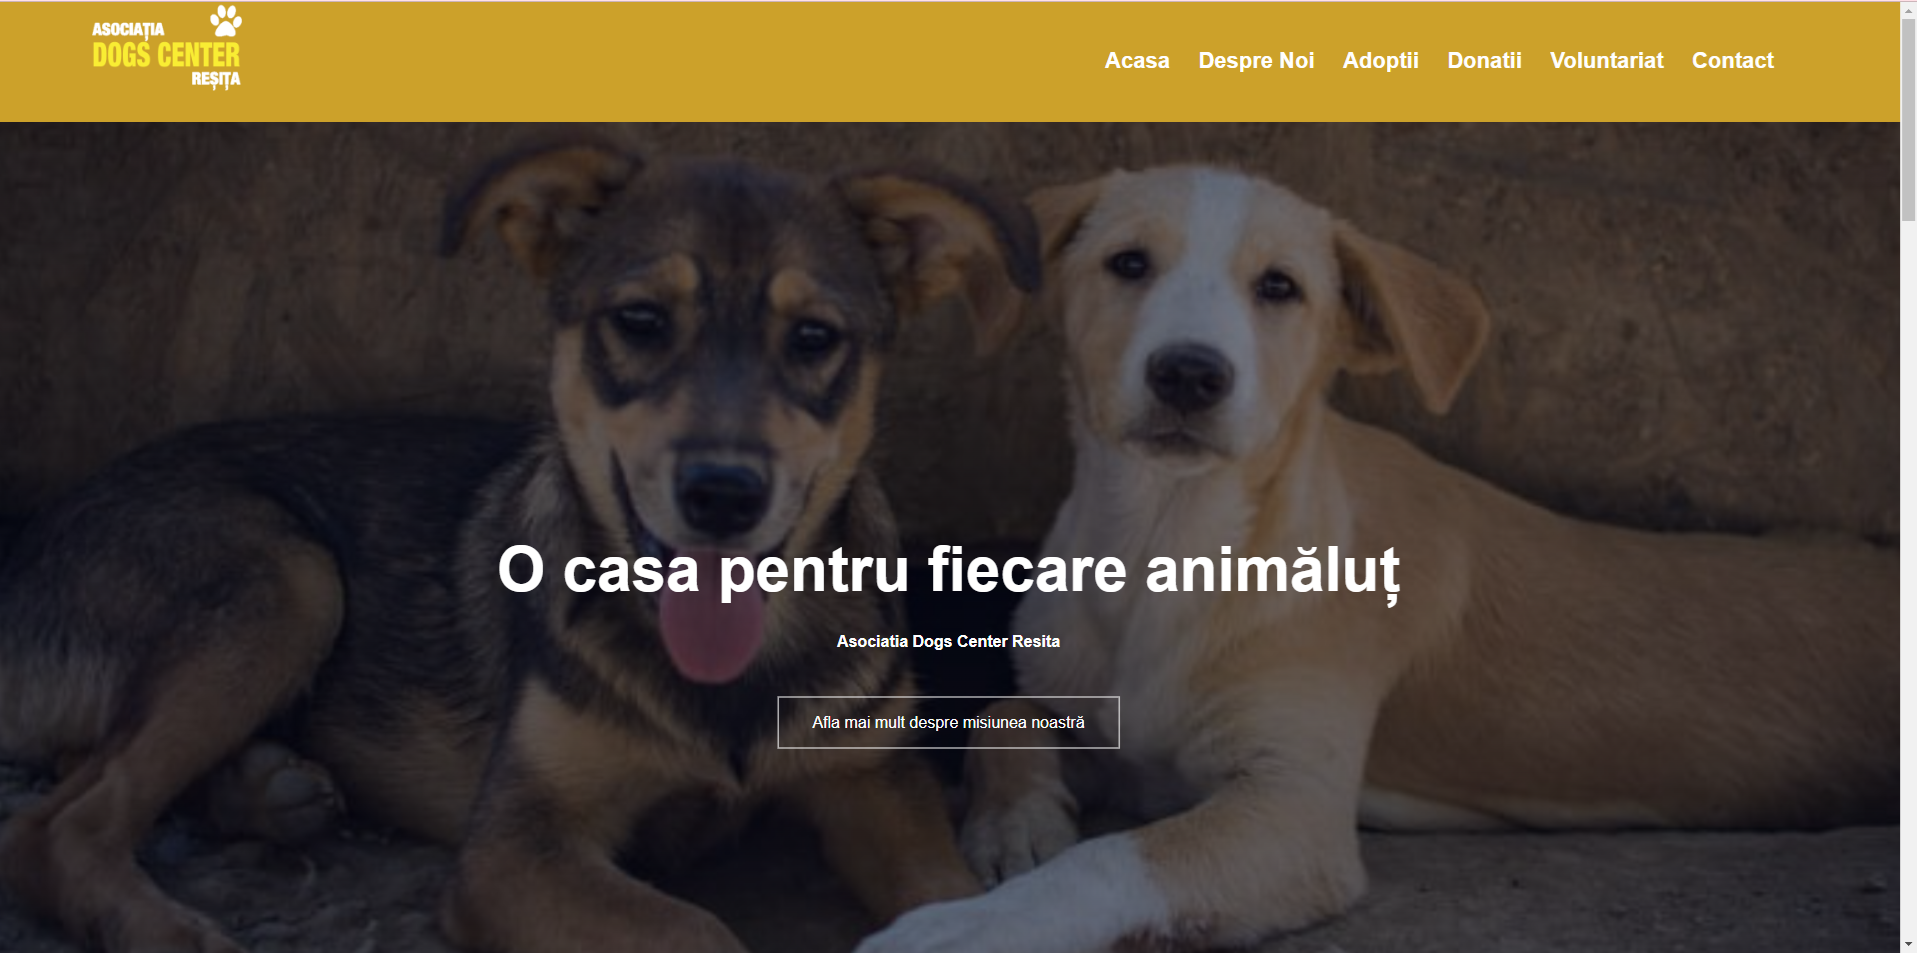 ASOCIAȚIA
DOGS CENTER
REȘIȚA
Acasa Despre Noi Adoptii Donatii Voluntariat Contact
O casa pentru fiecare animăluț
Asociatia Dogs Center Resita
Afla mai mult despre misiunea noastră